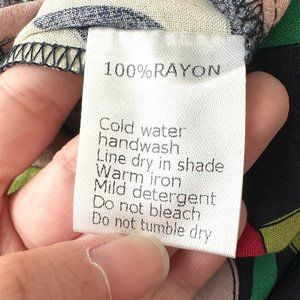 100%RAYON
Cold water
handwash
Line dry in shade
Warm iron
Mild detergent
Do not bleach
Do not tumble dry